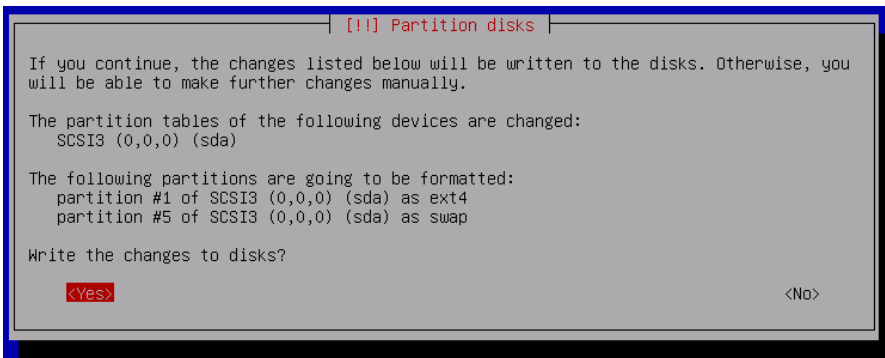 [!!] Partition disks
If you continue, the changes listed below will be written to the disks. Otherwise, you
will be able to make further changes manually.
The partition tables of the following devices are changed:
SCSI3 (0,0,0) (sda)
The following partitions are going to be formatted:
partition #1 of SCSI3 (0,0,0) (sda) as ext4
partition #5 of SCSI3 (0,0,0) (sda) as swap
Write the changes to disks?
<Yes> <No>